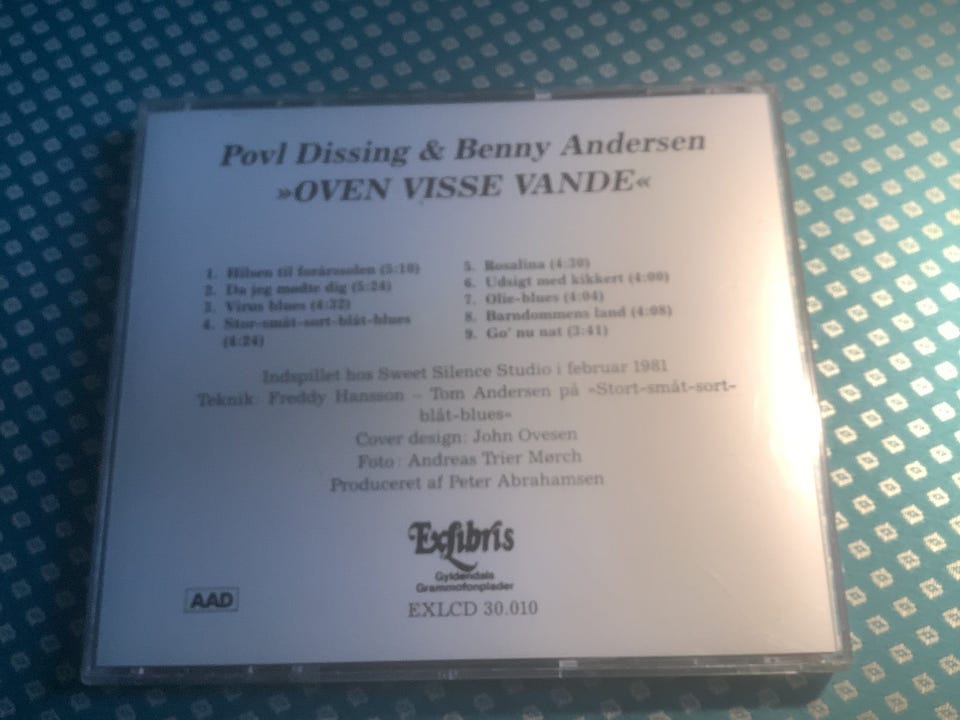 Povl Dissing & Benny Andersen
»OVEN VISSE VANDE«
1. Hilsen til forårssolen (5:10)
2. Da jeg mødte dig (5:24)
3. Virus blues (4:32)
4. Stor-småt-sort-blåt-blues
(4:24)
5. Rosalina (4:30)
6. Udsigt med kikkert (4:00)
7. Olie-blues (4:04)
8. Barndommens land (4:08)
9. Go' nu nat (3:41)
Indspillet hos Sweet Silence Studio i februar 1981
Teknik: Freddy Hansson – Tom Andersen på »Stort-småt-sort-
blåt-blues«
Cover design: John Ovesen
Foto: Andreas Trier Mørch
Produceret af Peter Abrahamsen
Exlibris
Gyldendals
Grammofonplader
EXLCD 30.010
AAD